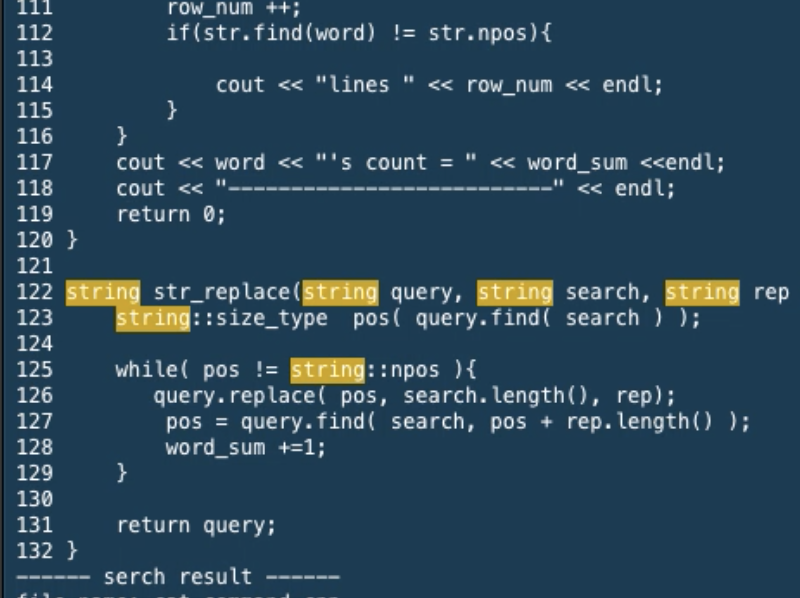 111         row_num ++;
112         if(str.find(word) != str.npos){
113
114             cout << "lines " << row_num << endl;
115         }
116     }
117     cout << word << "'s count = " << word_sum <<endl;
118     cout << "--------------------------" << endl;
119     return 0;
120 }
121
122 string str_replace(string query, string search, string rep
123     string::size_type  pos( query.find( search ) );
124
125     while( pos != string::npos ){
126        query.replace( pos, search.length(), rep);
127         pos = query.find( search, pos + rep.length() );
128         word_sum +=1;
129     }
130
131     return query;
132 }
------ serch result ------